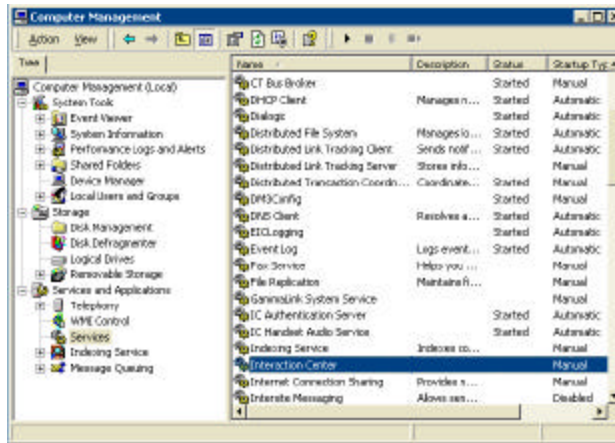 Computer Management
Action View
Tree
Computer Management (Local)
System Tools
Event Viewer
System Information
Performance Logs and Alerts
Shared Folders
Device Manager
Local Users and Groups
Storage
Disk Management
Disk Defragmenter
Logical Drives
Removable Storage
Services and Applications
Telephony
WMI Control
Services
Indexing Service
Message Queuing
Name Description Status Startup Typ
CT Bus Broker Started Manual
DHCP Client Manages n... Started Automatic
Dialogic Started Automatic
Distributed File System Manages lo... Started Automatic
Distributed Link Tracking Client Sends notif... Started Automatic
Distributed Link Tracking Server Stores info... Manual
Distributed Transaction Coordin... Coordinate... Started Automatic
DM3Config Started Manual
DNS Client Resolves a... Started Automatic
EICLogging Started Automatic
Event Log Logs event... Started Automatic
Fax Service Helps you ... Manual
File Replication Maintains fi... Manual
GammaLink System Service Manual
IC Authentication Server Started Automatic
IC Handset Audio Service Started Automatic
Indexing Service Indexes co... Manual
Interaction Center Manual
Internet Connection Sharing Provides n... Manual
Intersite Messaging Allows sen... Disabled